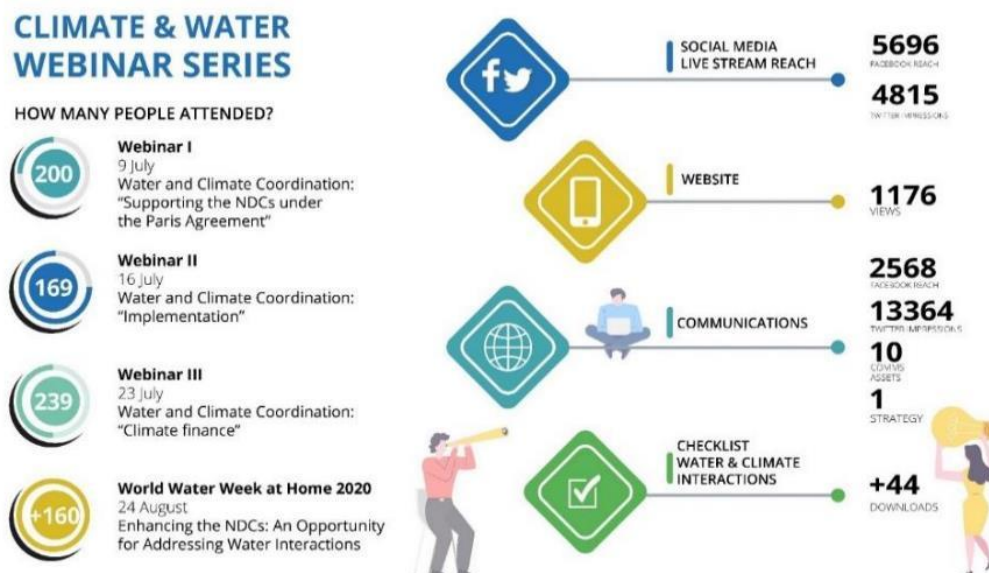 CLIMATE & WATER
WEBINAR SERIES
HOW MANY PEOPLE ATTENDED?
200
Webinar I
9 July
Water and Climate Coordination:
“Supporting the NDCs under
the Paris Agreement”
169
Webinar II
16 July
Water and Climate Coordination:
“Implementation”
239
Webinar III
23 July
Water and Climate Coordination:
“Climate finance”
+160
World Water Week at Home 2020
24 August
Enhancing the NDCs: An Opportunity
for Addressing Water Interactions
SOCIAL MEDIA
LIVE STREAM REACH
5696
FACEBOOK REACH
4815
TWITTER IMPRESSIONS
WEBSITE
1176
VIEWS
COMMUNICATIONS
2568
FACEBOOK REACH
13364
TWITTER IMPRESSIONS
10
COMMS
ASSETS
1
STRATEGY
CHECKLIST
WATER & CLIMATE
INTERACTIONS
+44
DOWNLOADS